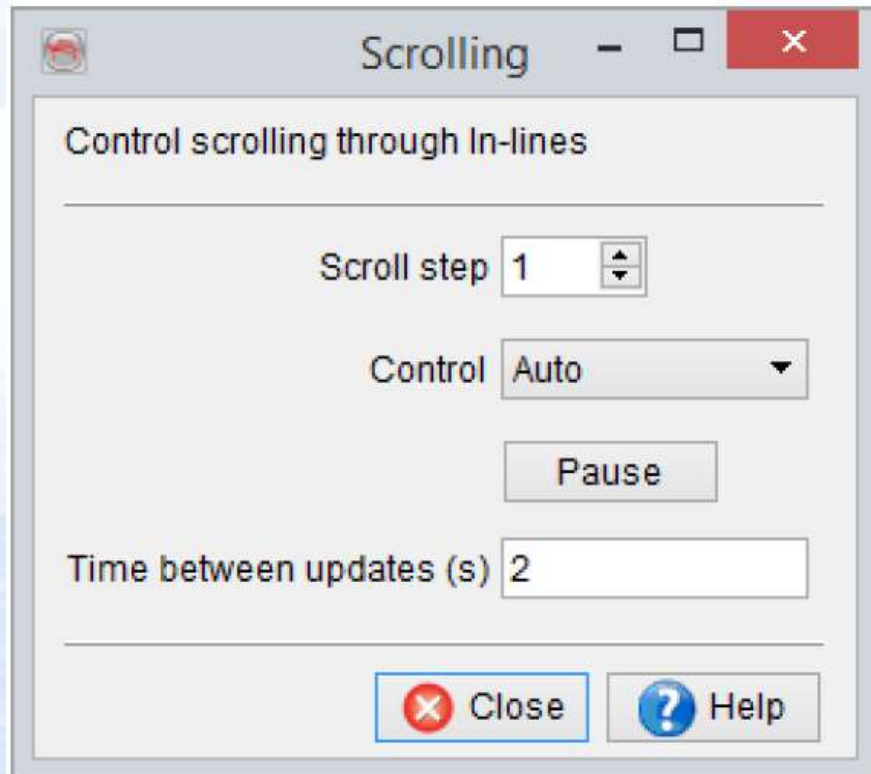 Scrolling
Control scrolling through In-lines
Scroll step 1
Control Auto
Pause
Time between updates (s) 2
Close Help